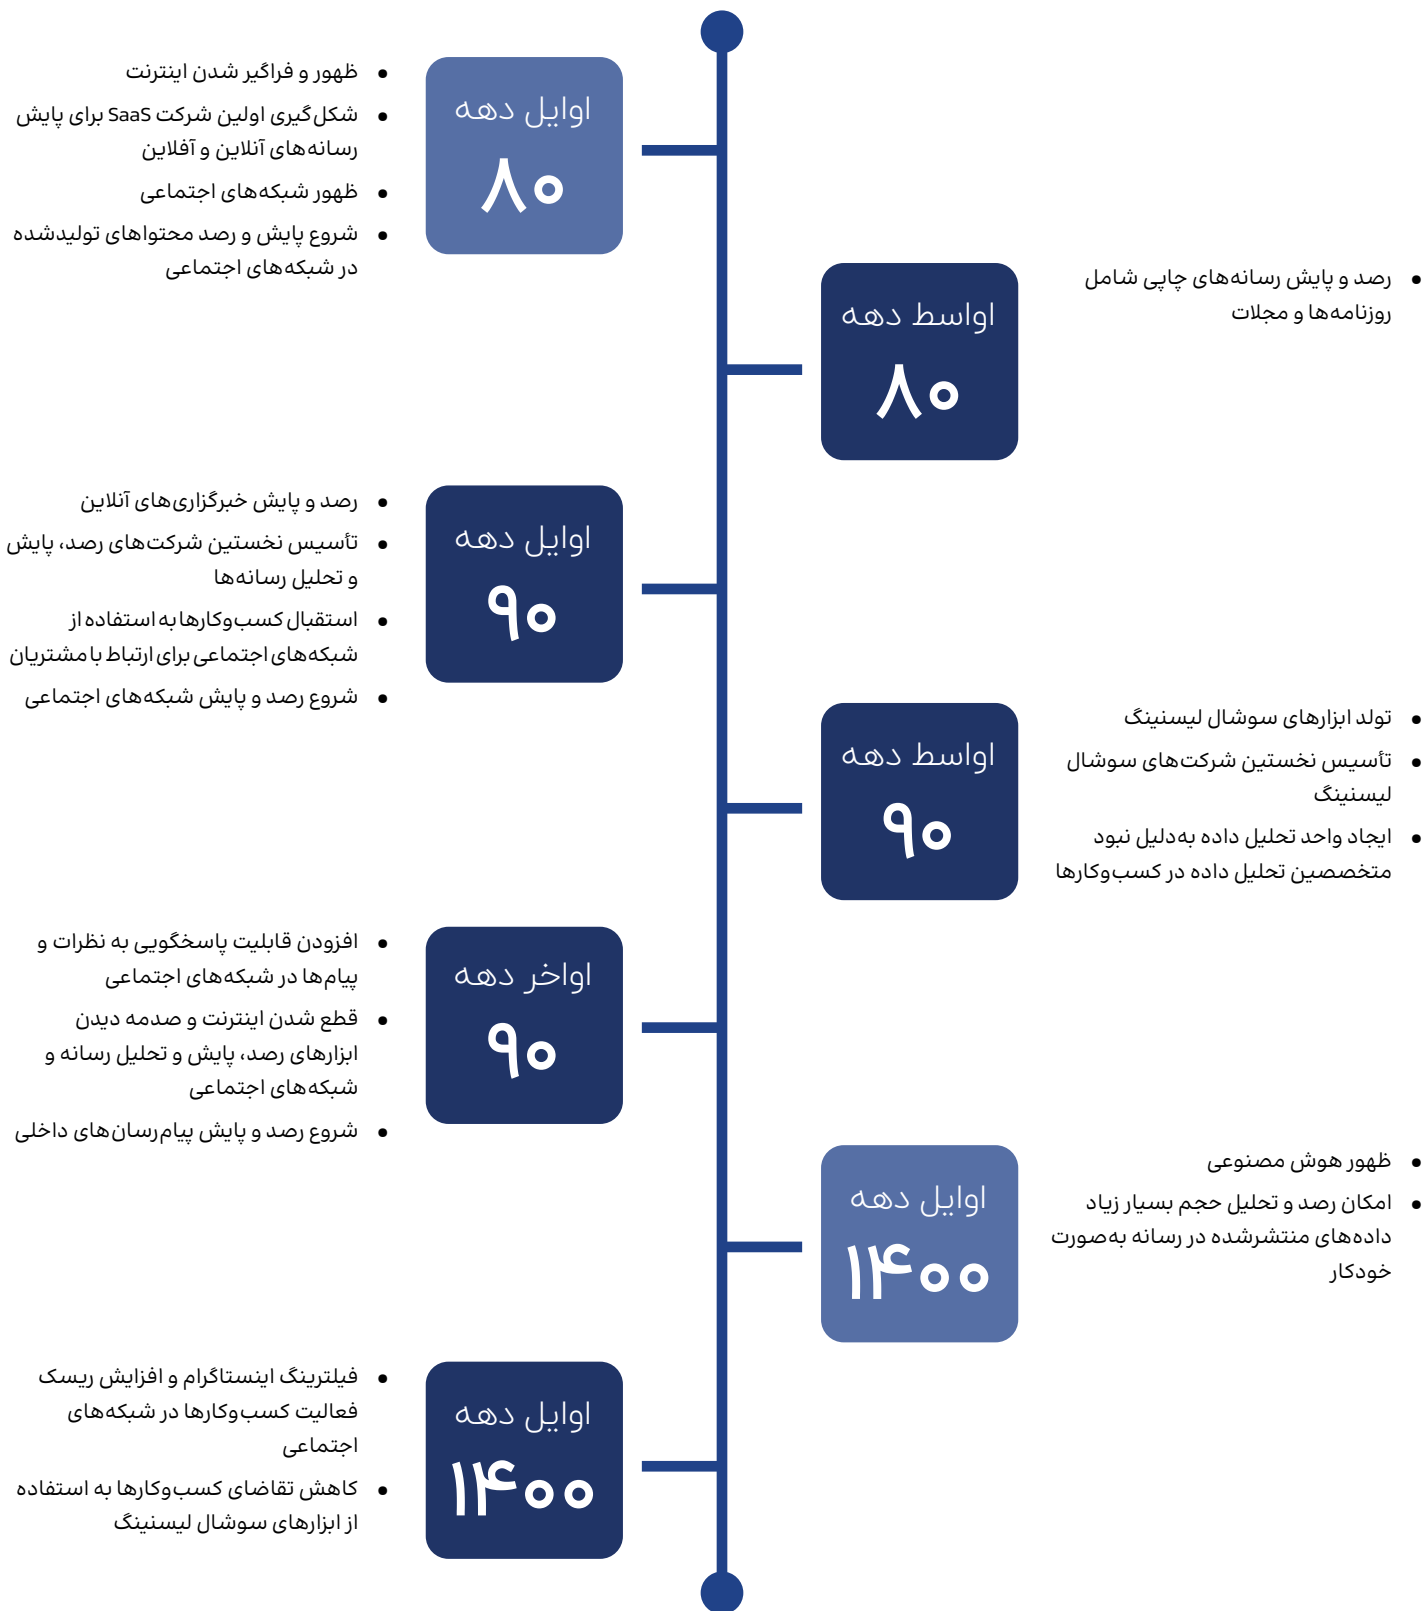 اوایل دهه
۸۰
ظهور و فراگیر شدن اینترنت
شکل‌گیری اولین شرکت SaaS برای پایش
رسانه‌های آنلاین و آفلاین
ظهور شبکه‌های اجتماعی
شروع پایش و رصد محتواهای تولیدشده
در شبکه‌های اجتماعی
اواسط دهه
۸۰
رصد و پایش رسانه‌های چاپی شامل
روزنامه‌ها و مجلات
اوایل دهه
۹۰
رصد و پایش خبرگزاری‌های آنلاین
تأسیس نخستین شرکت‌های رصد، پایش
و تحلیل رسانه‌ها
استقبال کسب‌وکارها به استفاده از
شبکه‌های اجتماعی برای ارتباط با مشتریان
شروع رصد و پایش شبکه‌های اجتماعی
اواسط دهه
۹۰
تولد ابزارهای سوشال لیسنینگ
تأسیس نخستین شرکت‌های سوشال
لیسنینگ
ایجاد واحد تحلیل داده به‌دلیل نبود
متخصصین تحلیل داده در کسب‌وکارها
اواخر دهه
۹۰
افزودن قابلیت پاسخگویی به نظرات و
پیام‌ها در شبکه‌های اجتماعی
قطع شدن اینترنت و صدمه دیدن
ابزارهای رصد، پایش و تحلیل رسانه و
شبکه‌های اجتماعی
شروع رصد و پایش پیام‌رسان‌های داخلی
اوایل دهه
۱۴۰۰
ظهور هوش مصنوعی
امکان رصد و تحلیل حجم بسیار زیاد
داده‌های منتشرشده در رسانه به‌صورت
خودکار
اوایل دهه
۱۴۰۰
فیلترینگ اینستاگرام و افزایش ریسک
فعالیت کسب‌وکارها در شبکه‌های
اجتماعی
کاهش تقاضای کسب‌وکارها به استفاده
از ابزارهای سوشال لیسنینگ